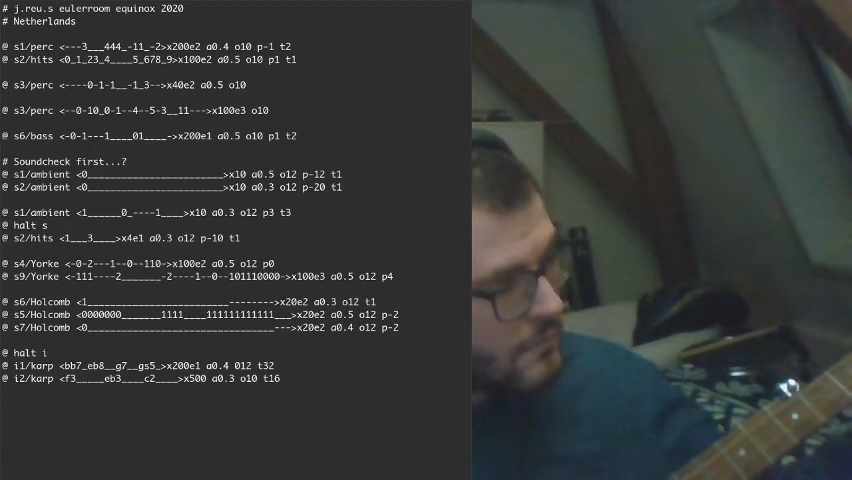 # j.reu.s eulerroom equinox 2020
# Netherlands
@ s1/perc <---3___444_-11_-2>x200e2 a0.4 o10 p-1 t2
@ s2/hits <0_1_23_4____5_678_9>x100e2 a0.5 o10 p1 t1
@ s3/perc <----0-1-1__-1_3-->x40e2 a0.5 o10
@ s3/perc <--0-10_0-1--4--5-3__11--->x100e3 o10
@ s6/bass <-0-1---1____01____->x200e1 a0.5 o10 p1 t2
# Soundcheck first...?
@ s1/ambient <0________________________>x10 a0.5 o12 p-12 t1
@ s2/ambient <0________________________>x10 a0.3 o12 p-20 t1
@ s1/ambient <1______0_----1____>x10 a0.3 o12 p3 t3
@ halt s
@ s2/hits <1___3____>x4e1 a0.3 o12 p-10 t1
@ s4/Yorke <-0-2---1--0--110->x100e2 a0.5 o12 p0
@ s9/Yorke <-111----2_______-2----1--0--101110000->x100e3 a0.5 o12 p4
@ s6/Holcomb <1_________________________-------->x20e2 a0.3 o12 t1
@ s5/Holcomb <0000000_______1111____111111111111___>x20e2 a0.5 o12 p-2
@ s7/Holcomb <0_________________________________--->x20e2 a0.4 o12 p-2
@ halt i
@ i1/karp <bb7_eb8__g7__gs5_>x200e1 a0.4 012 t32
@ i2/karp <f3_____eb3____c2____>x500 a0.3 o10 t16